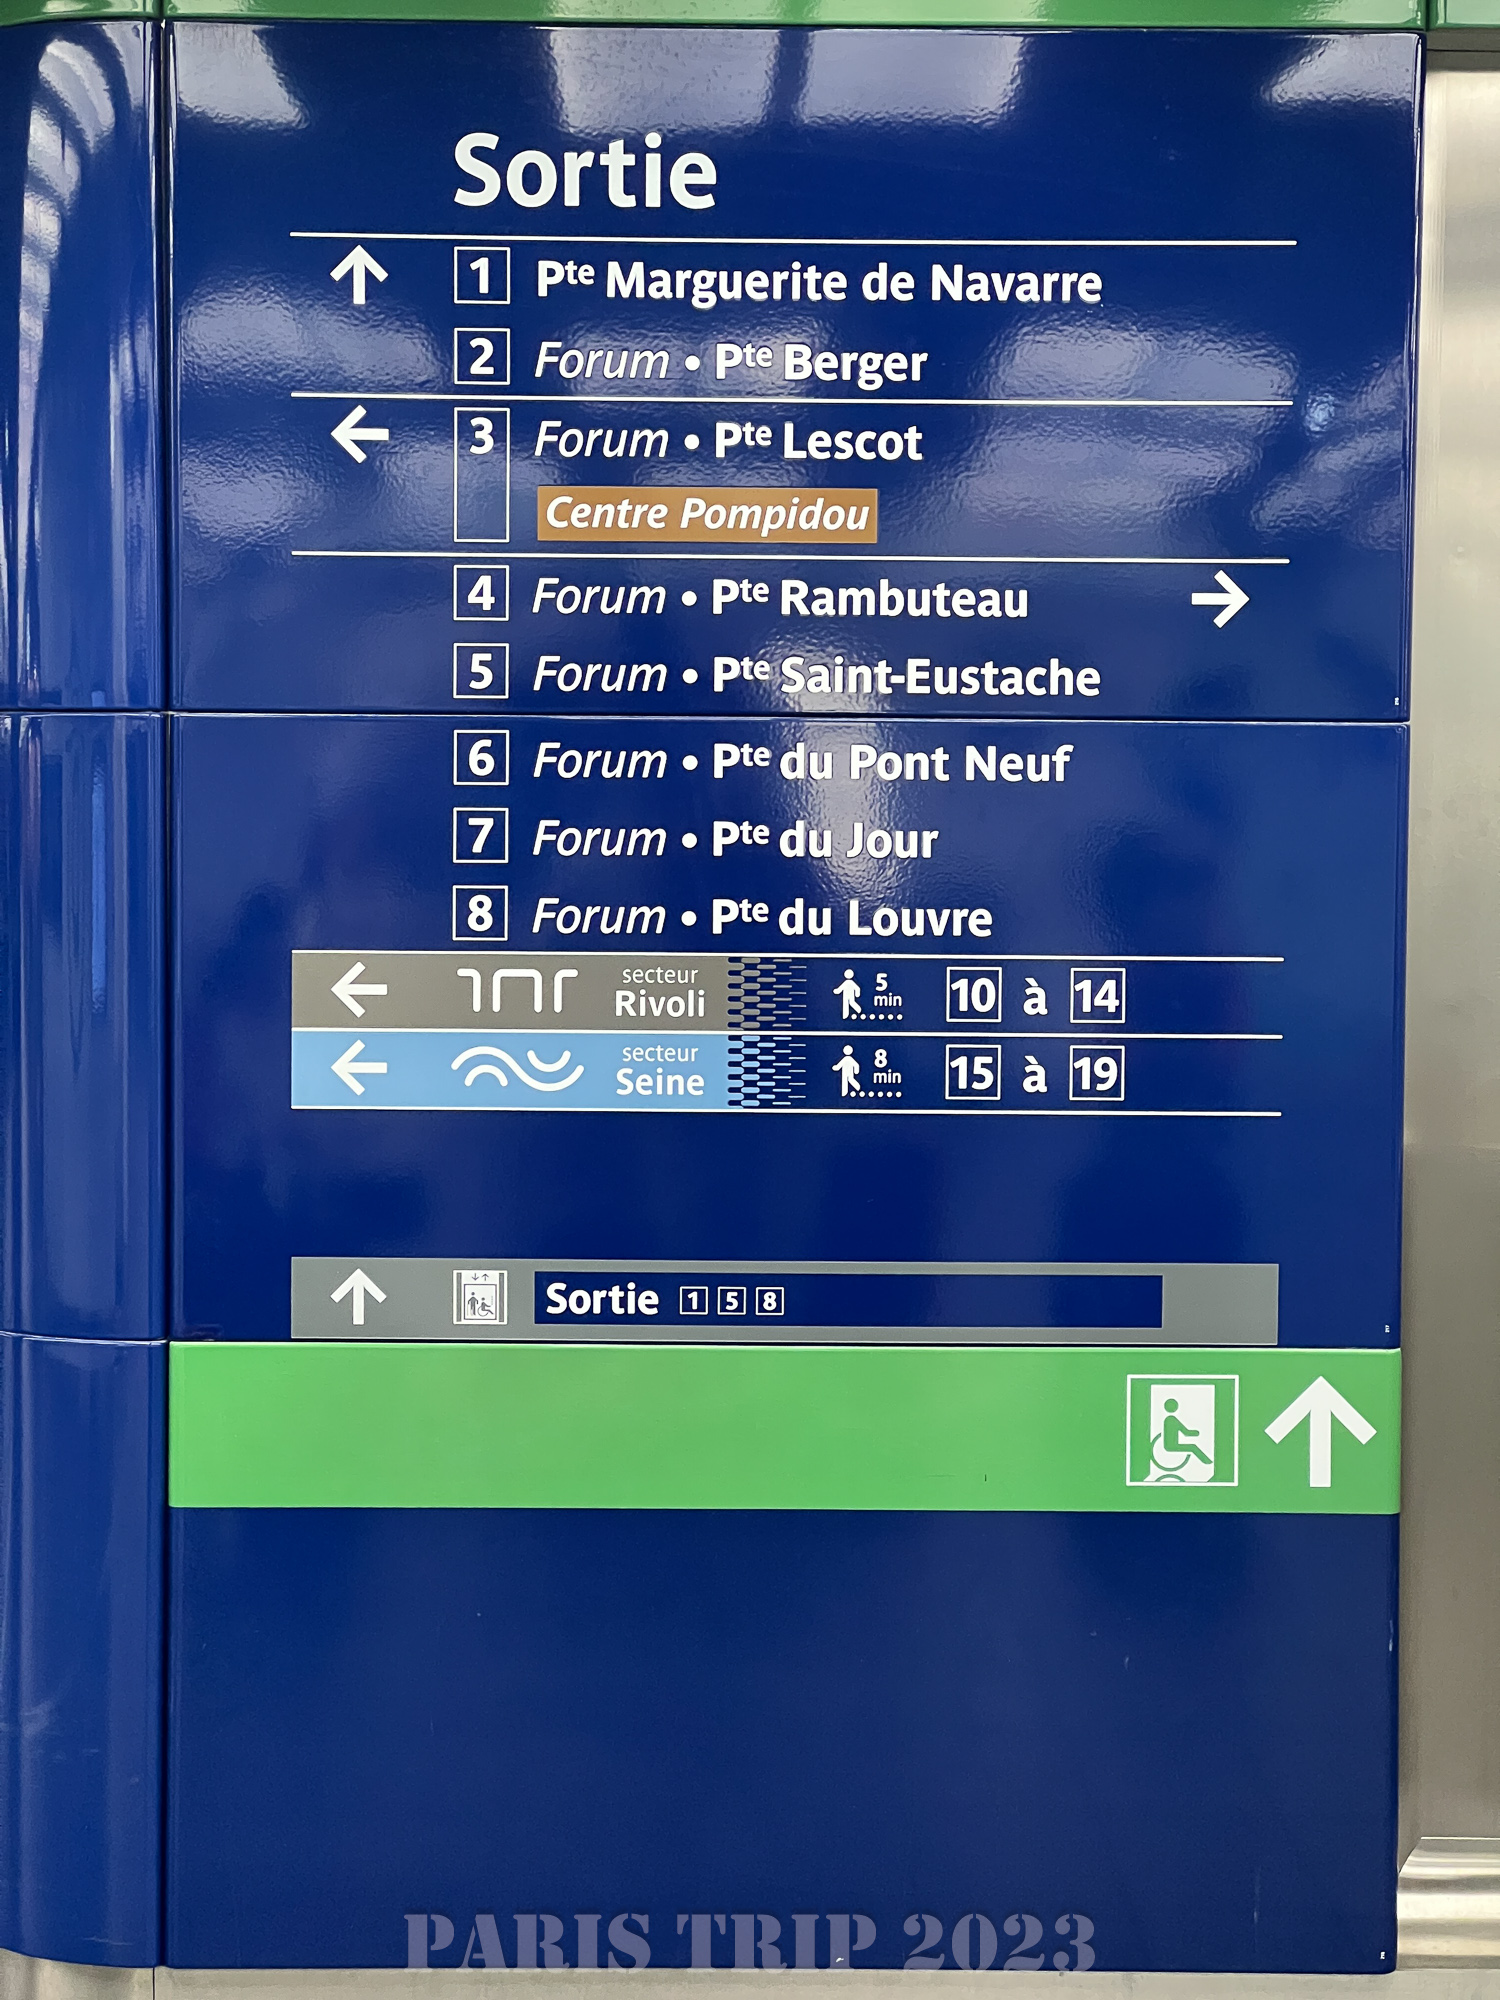 Sortie
1 Pte Marguerite de Navarre
2 Forum • Pte Berger
3 Forum • Pte Lescot
Centre Pompidou
4 Forum • Pte Rambuteau
5 Forum • Pte Saint-Eustache
6 Forum • Pte du Pont Neuf
7 Forum • Pte du Jour
8 Forum • Pte du Louvre
secteur
Rivoli 5 min 10 à 14
secteur
Seine 8 min 15 à 19
Sortie 1 5 8
PARIS TRIP 2023